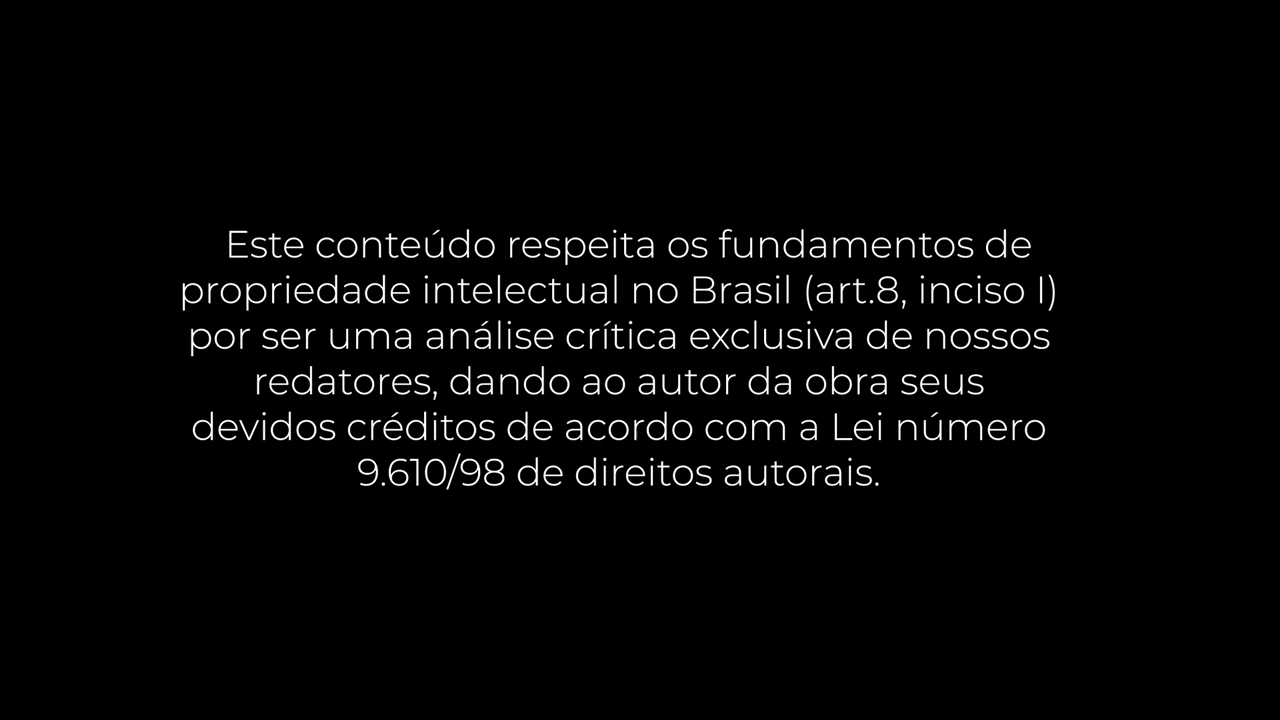 Este conteúdo respeita os fundamentos de
propriedade intelectual no Brasil (art.8, inciso I)
por ser uma análise crítica exclusiva de nossos
redatores, dando ao autor da obra seus
devidos créditos de acordo com a Lei número
9.610/98 de direitos autorais.